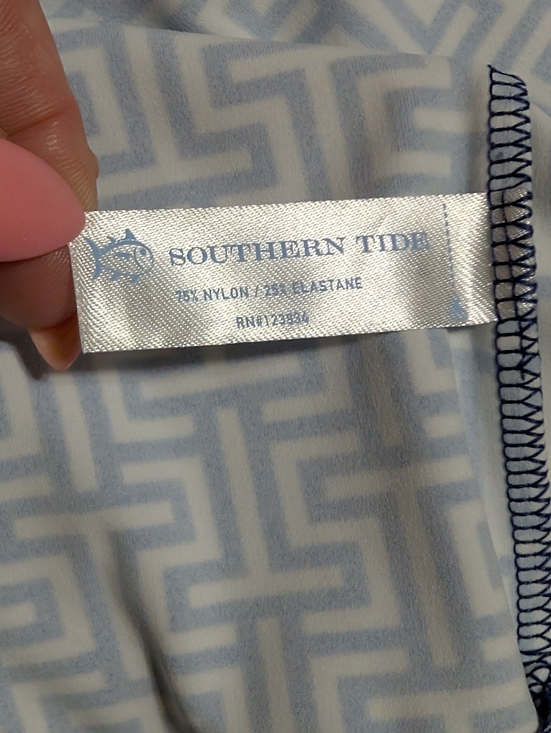 SOUTHERN TIDE
75% NYLON / 25% ELASTANE
RN#123934